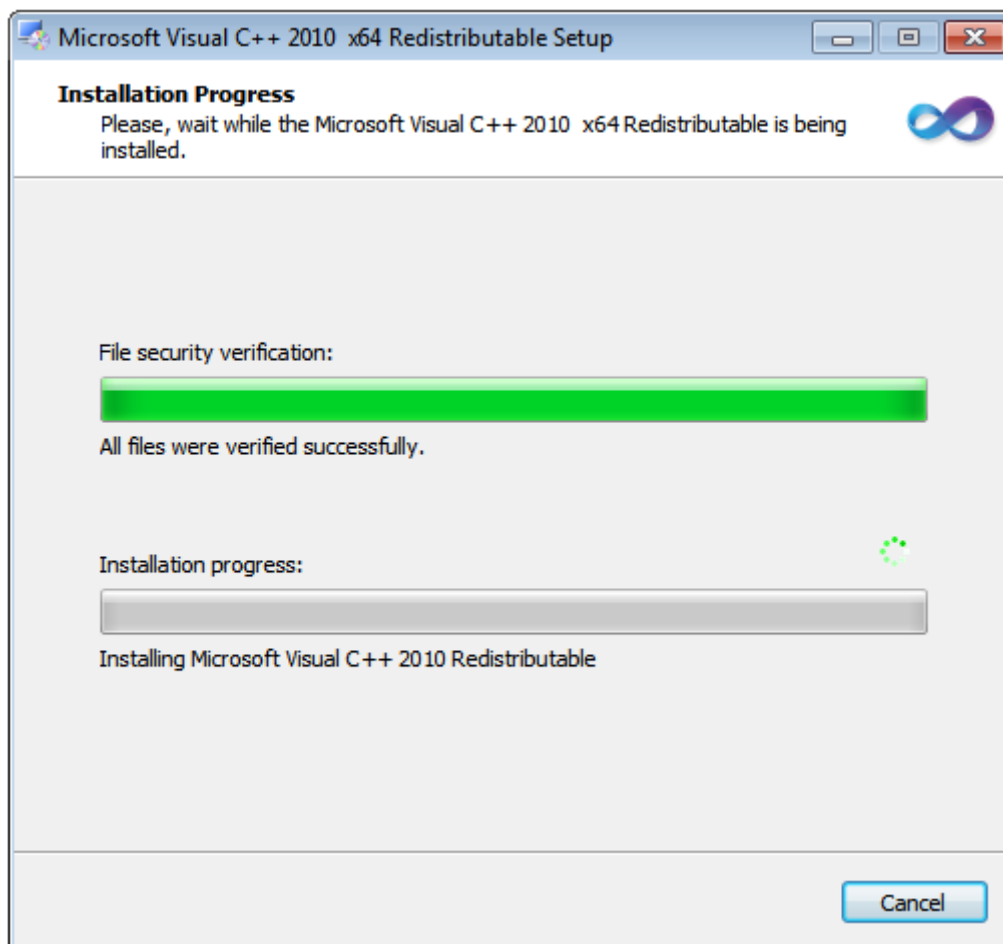 Microsoft Visual C++ 2010  x64 Redistributable Setup
Installation Progress
Please, wait while the Microsoft Visual C++ 2010  x64 Redistributable is being
installed.
File security verification:
All files were verified successfully.
Installation progress:
Installing Microsoft Visual C++ 2010 Redistributable
Cancel